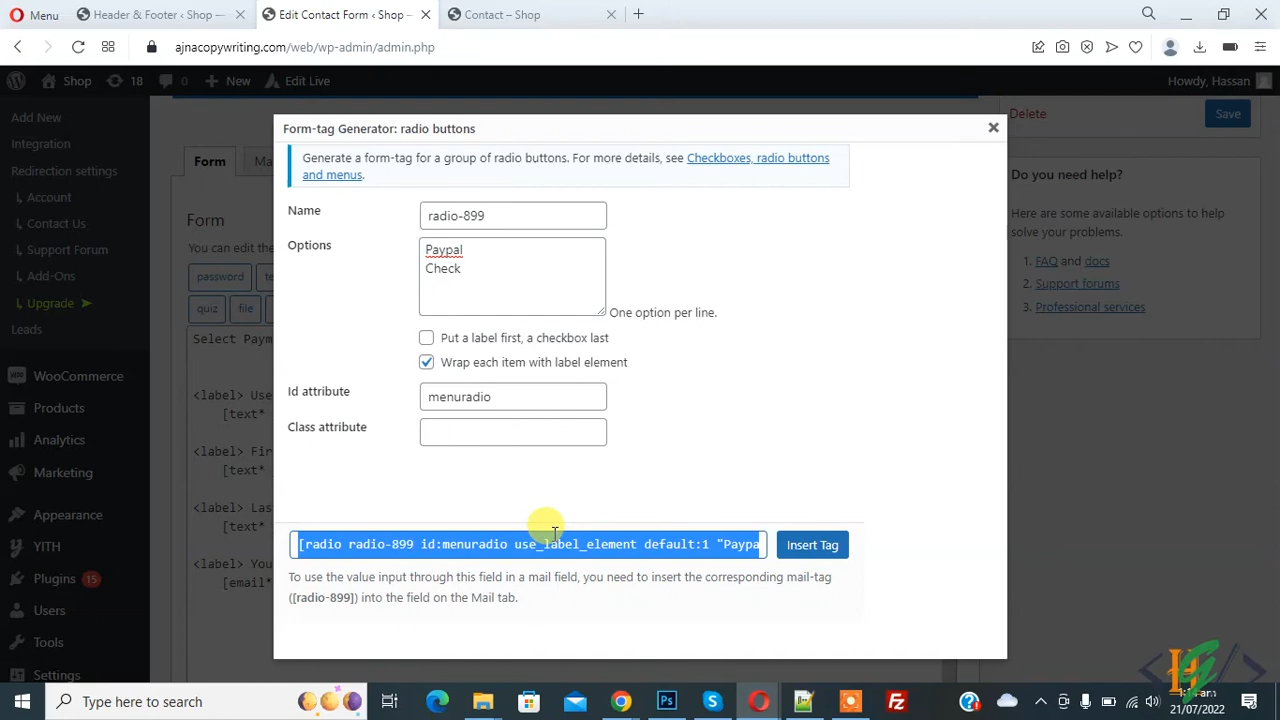 Menu
Header & Footer ‹ Shop —
Edit Contact Form ‹ Shop –
Contact – Shop
ajnacopywriting.com/web/wp-admin/admin.php
Shop
18
0
New
Edit Live
Howdy, Hassan
Add New
Integration
Redirection settings
Account
Contact Us
Support Forum
Add-Ons
Upgrade
Leads
WooCommerce
Products
Analytics
Marketing
Appearance
YITH
Plugins 15
Users
Tools
Settings
Form
Ma
Form
You can edit the
password
te
quiz
file
Select Paym
<label> Use
[text*
<label> Fir
[text*
<label> Las
[text*
<label> You
[email*
Form-tag Generator: radio buttons
Generate a form-tag for a group of radio buttons. For more details, see Checkboxes, radio buttons
and menus.
Name
radio-899
Options
Paypal
Check
One option per line.
Put a label first, a checkbox last
Wrap each item with label element
Id attribute
menuradio
Class attribute
[radio radio-899 id:menuradio use_label_element default:1 "Paypa
Insert Tag
To use the value input through this field in a mail field, you need to insert the corresponding mail-tag
([radio-899]) into the field on the Mail tab.
Delete
Save
Do you need help?
Here are some available options to help
solve your problems.
1. FAQ and docs
2. Support forums
3. Professional services
Type here to search
21/07/2022